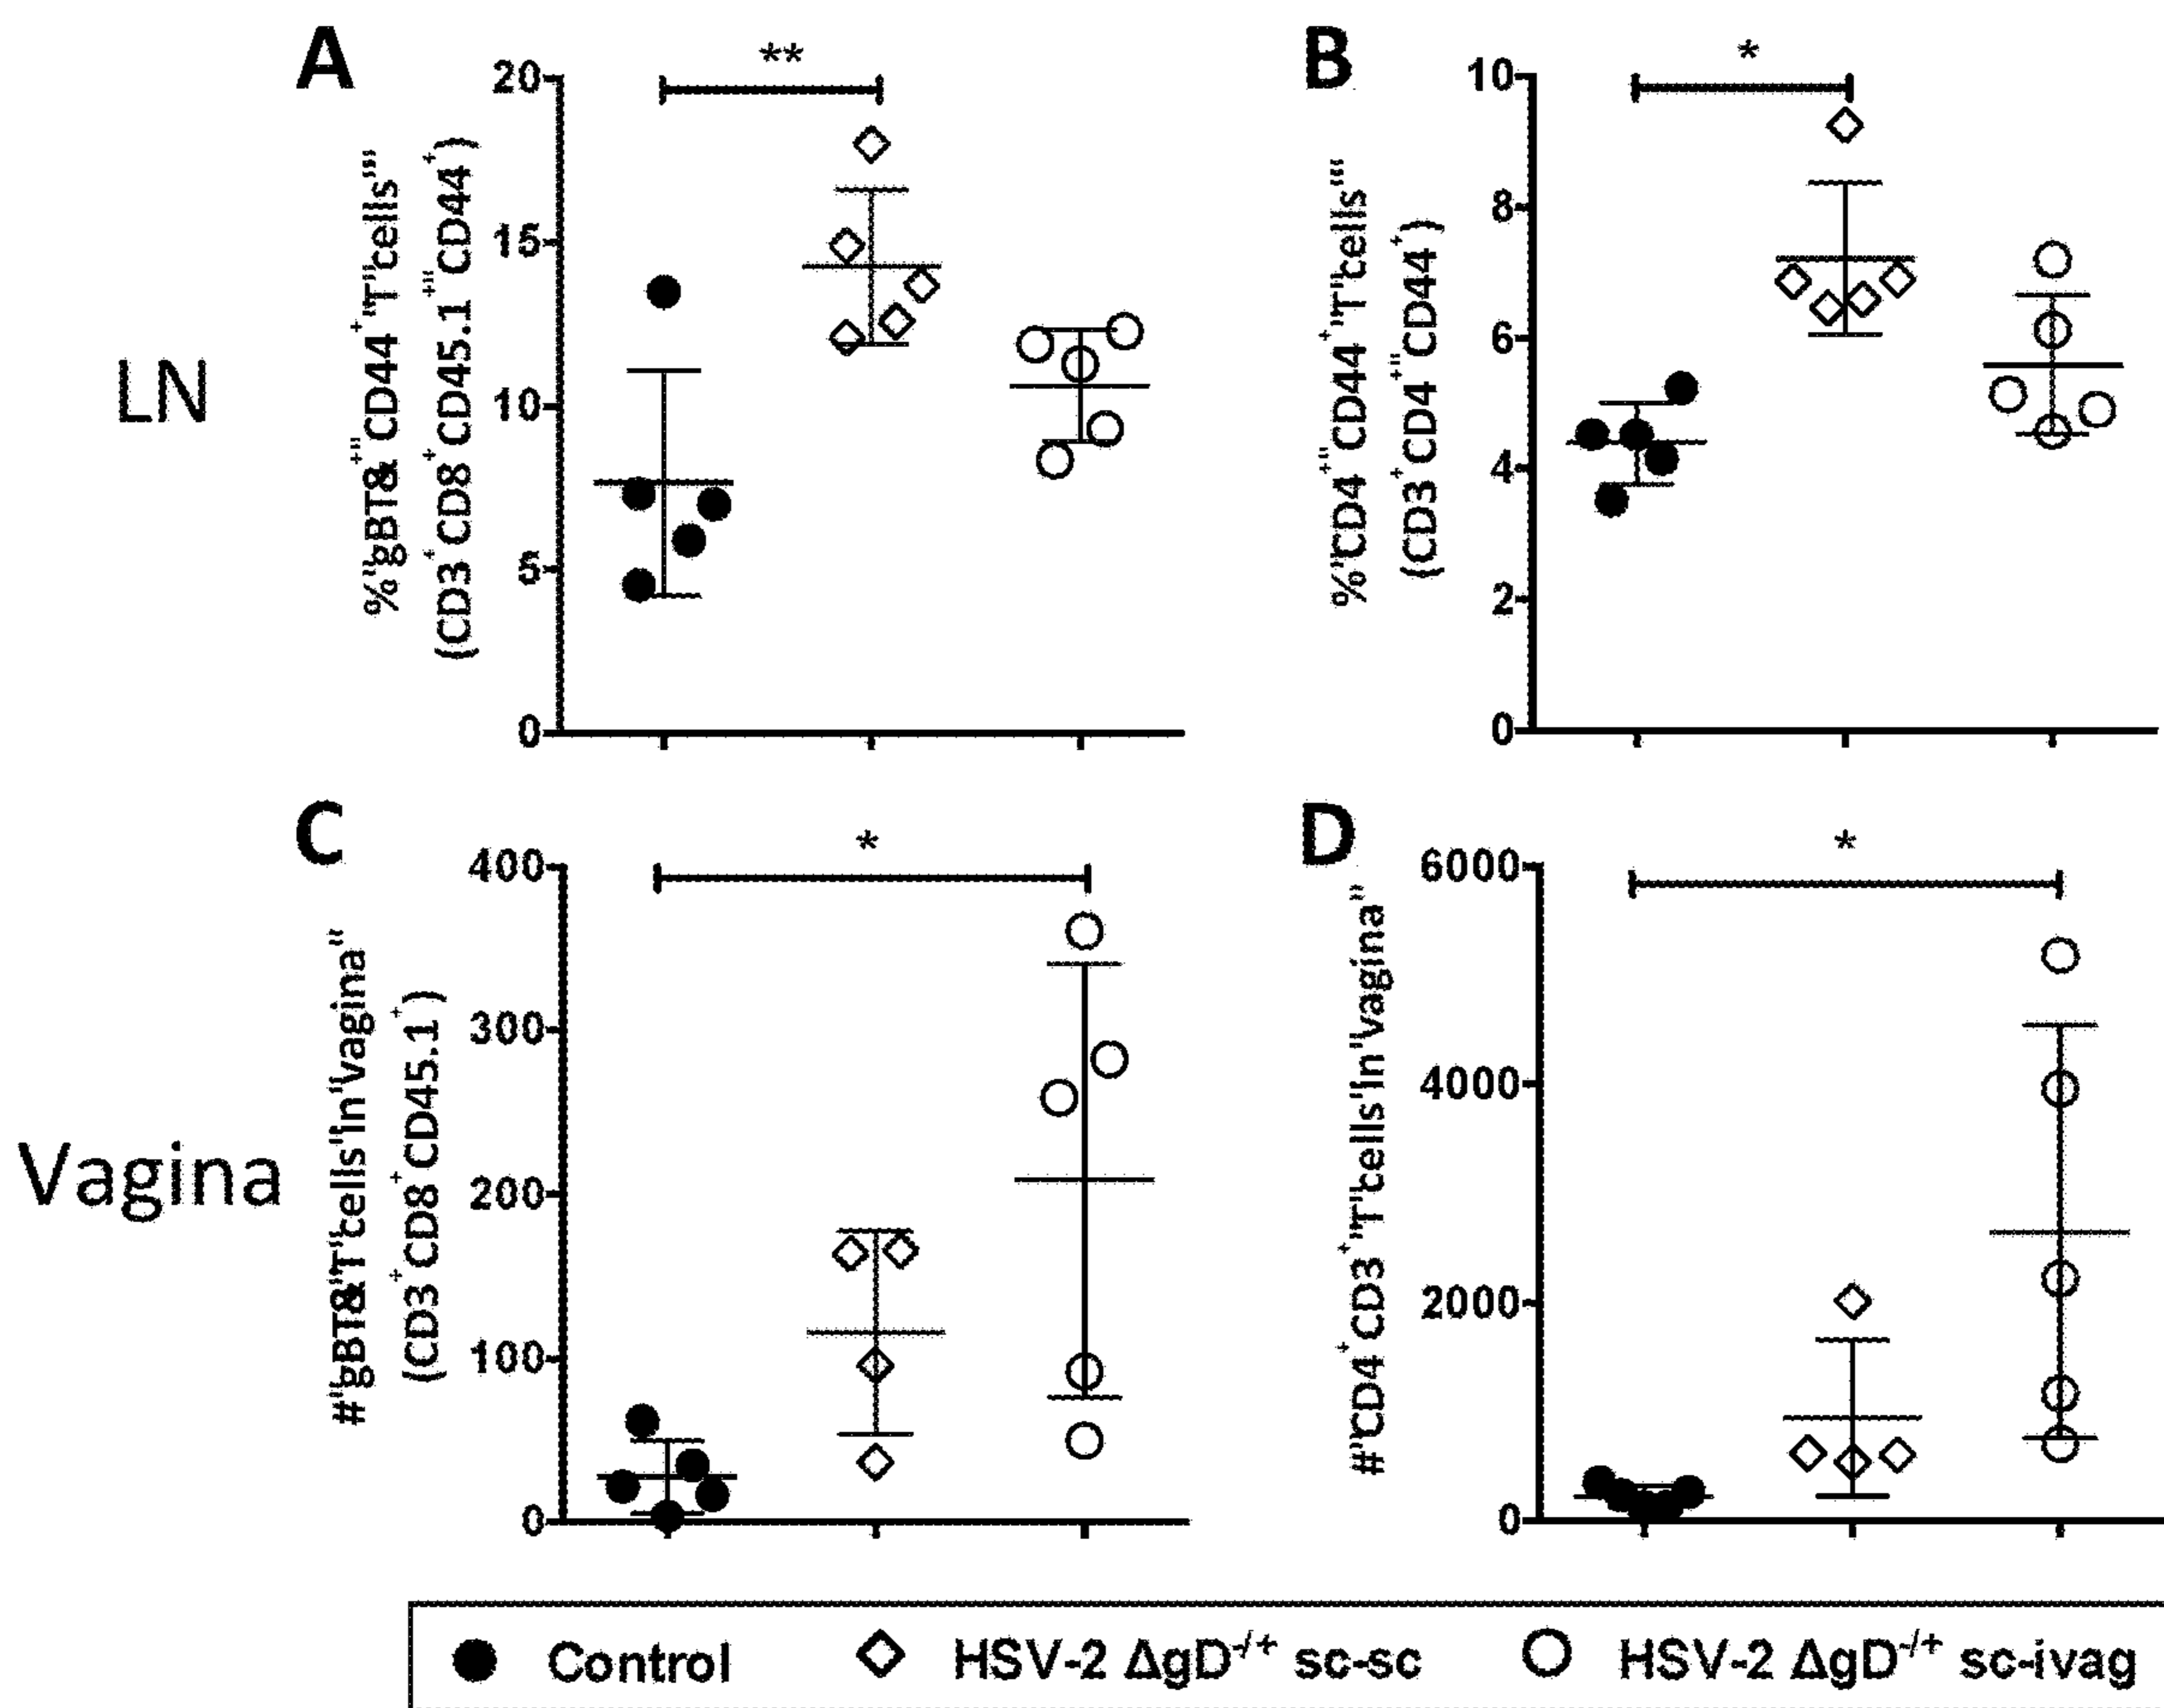 A
**
20
15
10
5
0
%"gBT8+"CD44+"T"cells"'
(CD3+CD8+CD45.1+"CD44+)
LN
B
*
10
8
6
4
2
0
%"CD4+"CD44+"T"cells"'
(CD3+CD4+"CD44+)
C
*
400
300
200
100
0
#"gBT8"T"cells"in"vagina"
(CD3+CD8+CD45.1+)
Vagina
D
*
6000
4000
2000
0
#"CD4+CD3+"T"cells"in"vagina"
Control
HSV-2 ΔgD-/+ sc-sc
HSV-2 ΔgD-/+ sc-ivag